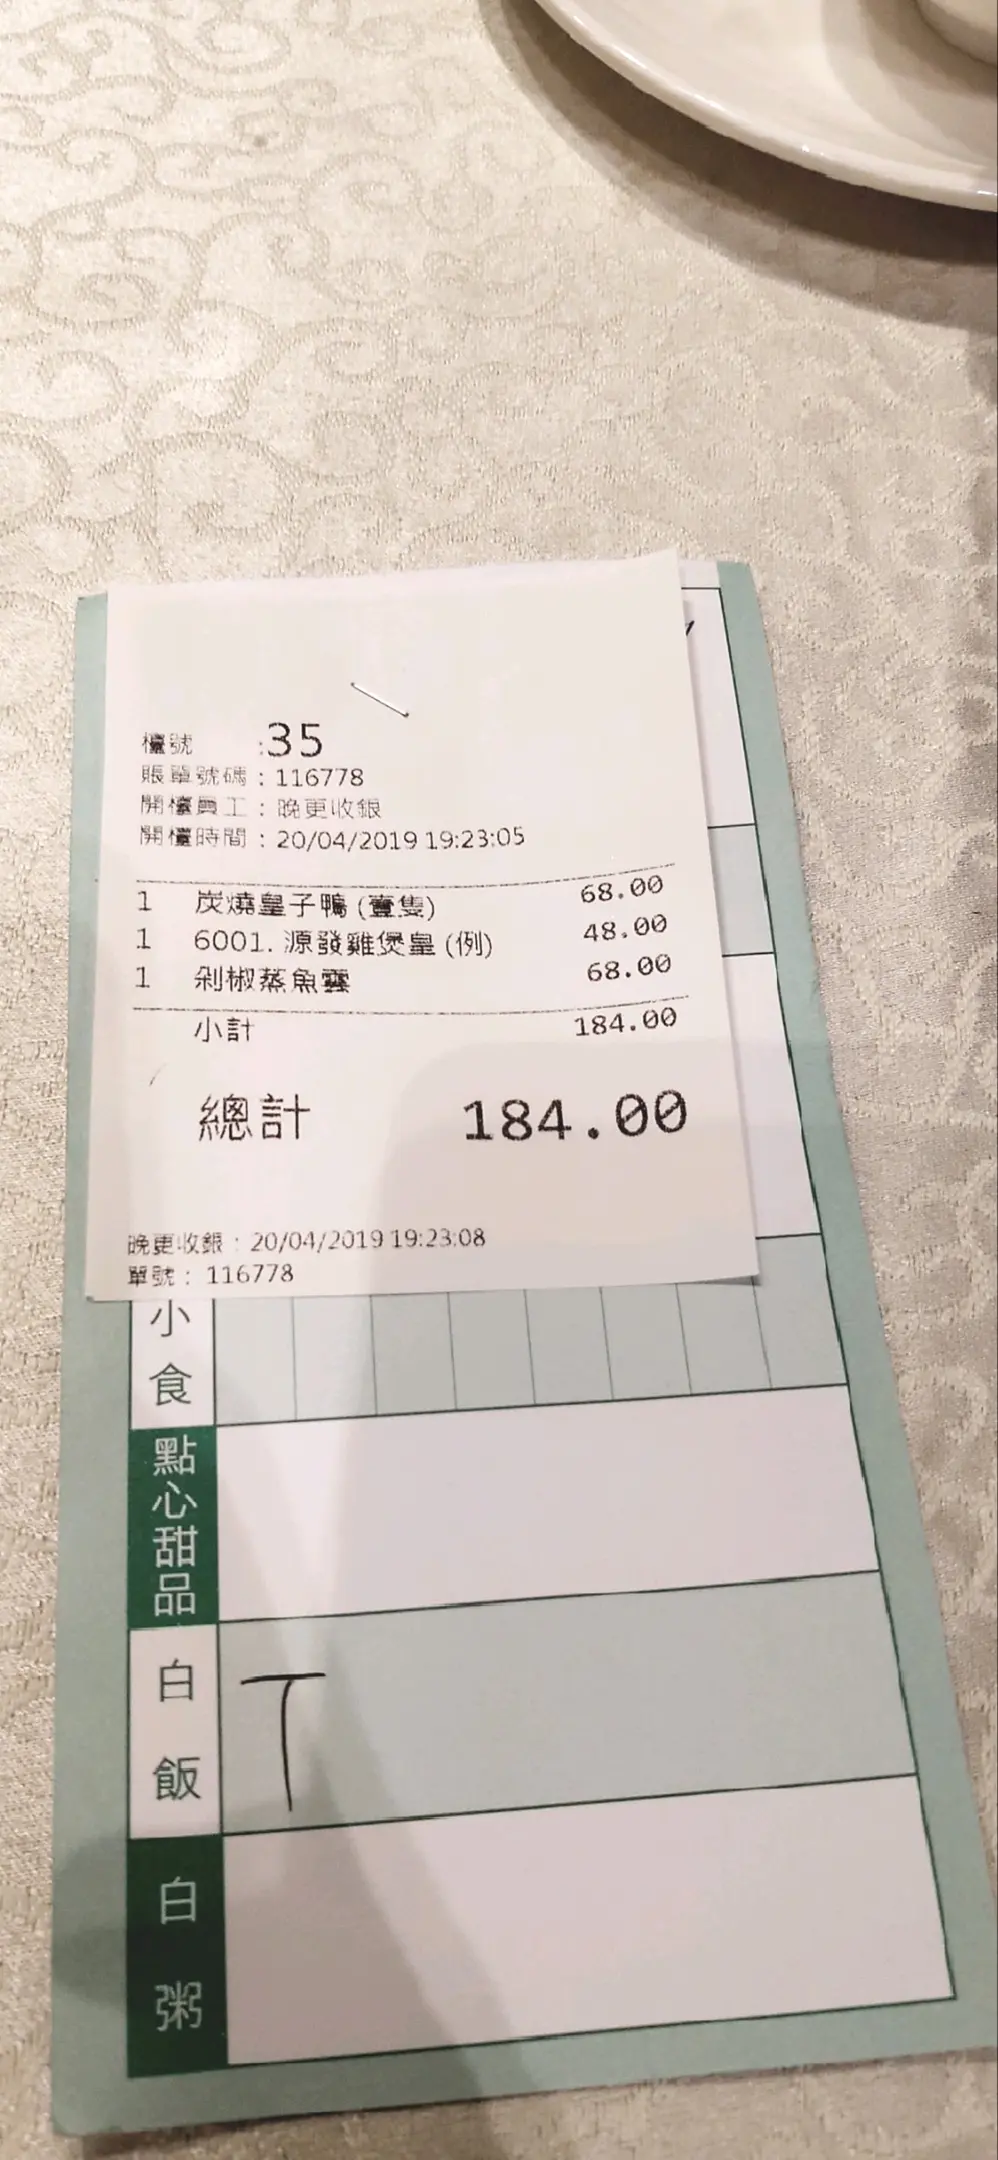 檯號 :35
賬單號碼 : 116778
開檯員工 : 晚更收銀
開檯時間 : 20/04/2019 19:23:05
1 炭燒皇子鴨 (壹隻) 68.00
1 6001. 源發雞煲皇 (例) 48.00
1 剁椒蒸魚雲 68.00
小計 184.00
總計 184.00
晚更收銀 : 20/04/2019 19:23:08
單號 : 116778
小食
點心甜品
白飯 T
白粥